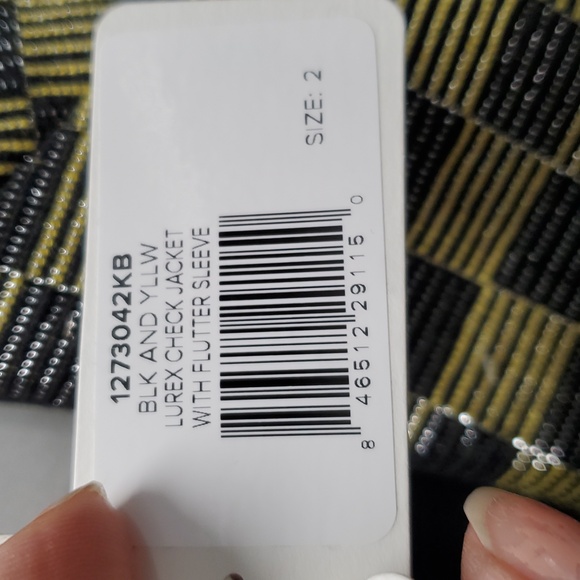 1273042KB
BLK AND YLLW
LUREX CHECK JACKET
WITH FLUTTER SLEEVE
8 46512 29115 0
SIZE: 2